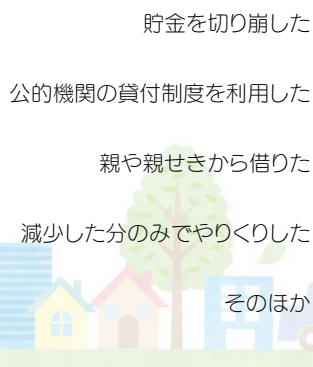 貯金を切り崩した
公的機関の貸付制度を利用した
親や親せきから借りた
減少した分のみでやりくりした
そのほか